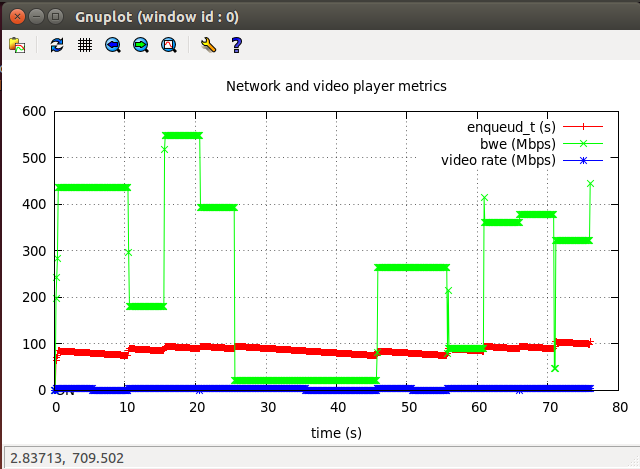 Gnuplot (window id : 0)
?
Network and video player metrics
enqueud_t (s)
bwe (Mbps)
video rate (Mbps)
600
500
400
300
200
100
0
0 10 20 30 40 50 60 70 80
time (s)
2.83713, 709.502